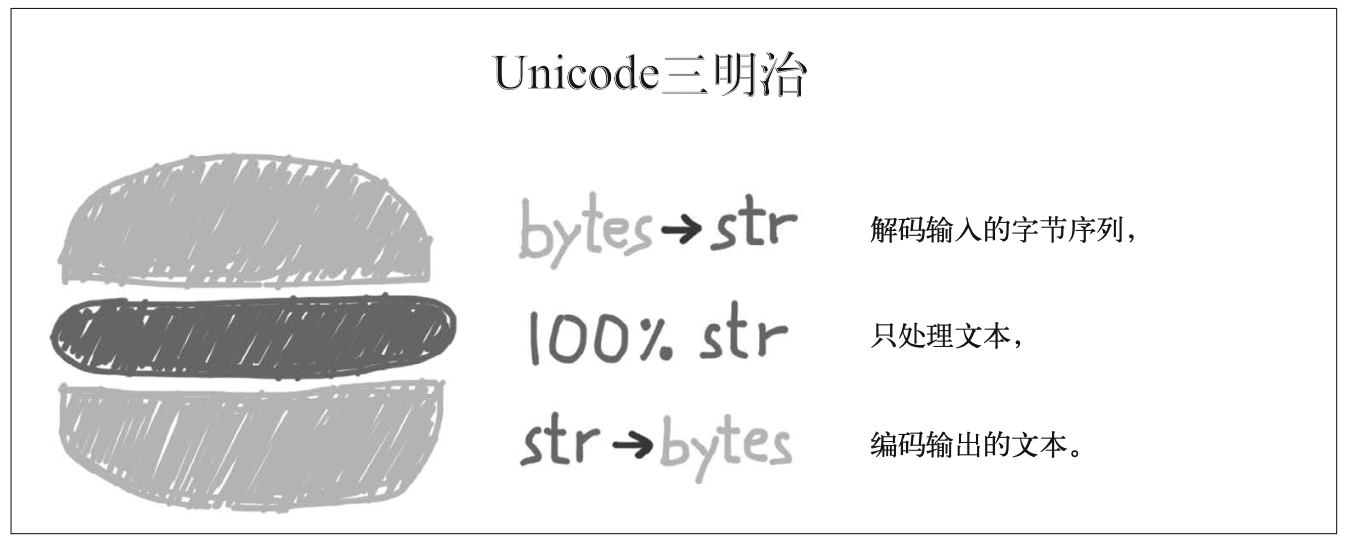 Unicode三明治
bytes→str 解码输入的字节序列，
100% str 只处理文本，
str→bytes 编码输出的文本。